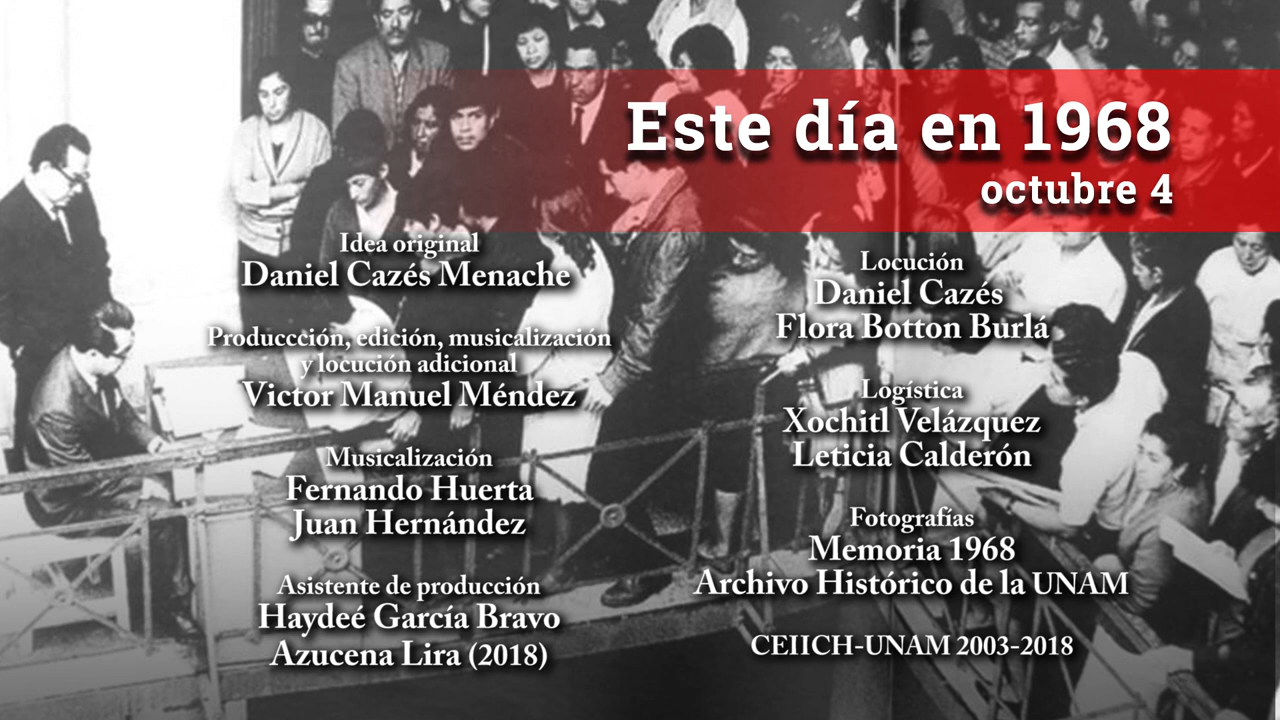 Este día en 1968
octubre 4
Idea original
Daniel Cazés Menache
Produccción, edición, musicalización
y locución adicional
Victor Manuel Méndez
Musicalización
Fernando Huerta
Juan Hernández
Asistente de producción
Haydeé García Bravo
Azucena Lira (2018)
Locución
Daniel Cazés
Flora Botton Burlá
Logística
Xochitl Velázquez
Leticia Calderón
Fotografías
Memoria 1968
Archivo Histórico de la UNAM
CEIICH-UNAM 2003-2018